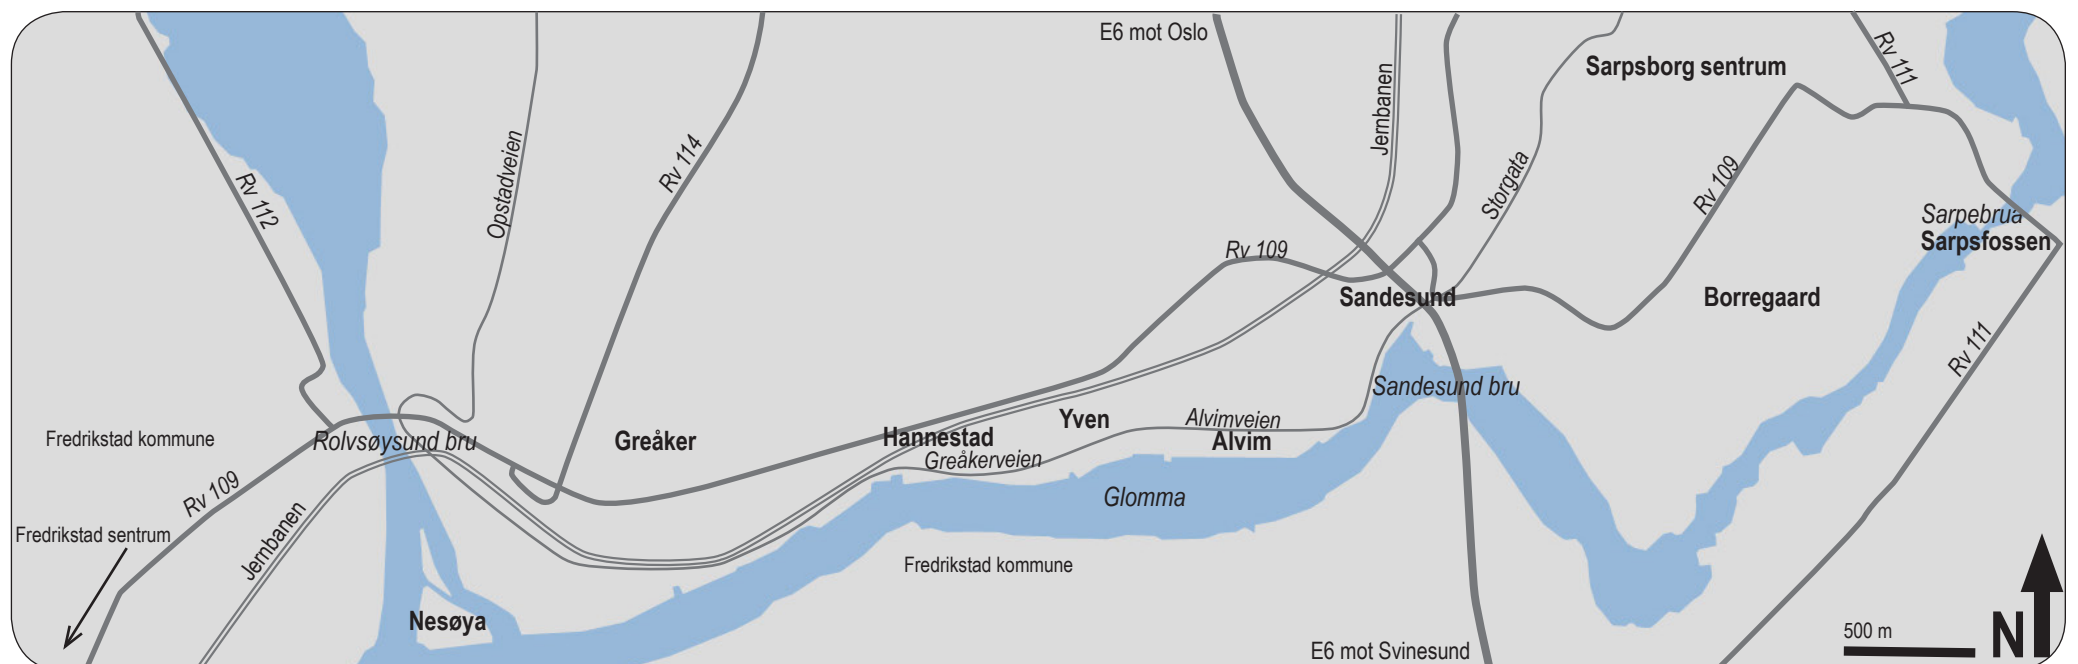 E6 mot Oslo
Rv 111
Sarpsborg sentrum
Jernbanen
Opstadveien
Rv 114
Storgata
Rv 109
Rv 112
Sarpebrua
Sarpsfossen
Rv 109
Sandesund
Borregaard
Rv 111
Sandesund bru
Fredrikstad kommune
Rolvsøysund bru
Greåker
Hannestad
Yven
Alvimveien
Alvim
Greåkerveien
Rv 109
Glomma
Fredrikstad sentrum
Jernbanen
Fredrikstad kommune
Nesøya
E6 mot Svinesund
500 m
N